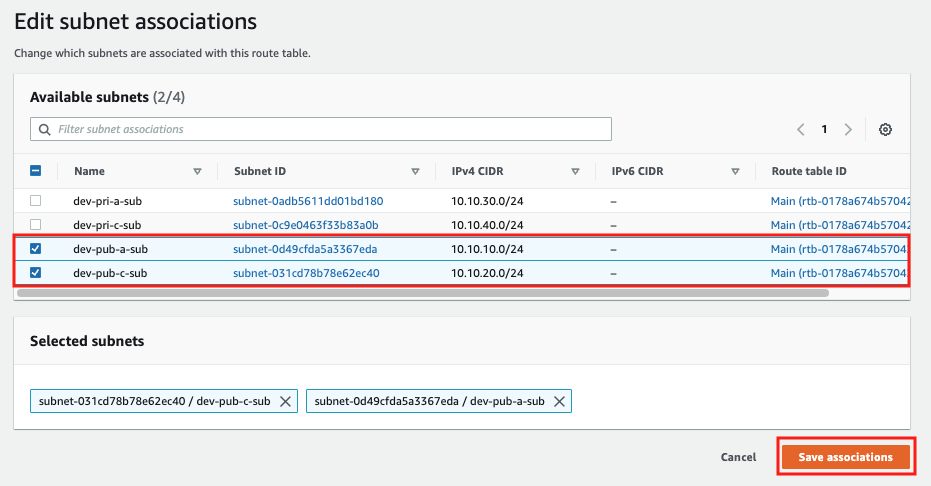 Edit subnet associations
Change which subnets are associated with this route table.
Available subnets (2/4)
Filter subnet associations
1
Name Subnet ID IPv4 CIDR IPv6 CIDR Route table ID
dev-pri-a-sub subnet-0adb5611dd01bd180 10.10.30.0/24 – Main (rtb-0178a674b57042
dev-pri-c-sub subnet-0c9e0463f33b83a0b 10.10.40.0/24 – Main (rtb-0178a674b57042
dev-pub-a-sub subnet-0d49cfda5a3367eda 10.10.10.0/24 – Main (rtb-0178a674b57042
dev-pub-c-sub subnet-031cd78b78e62ec40 10.10.20.0/24 – Main (rtb-0178a674b57042
Selected subnets
subnet-031cd78b78e62ec40 / dev-pub-c-sub subnet-0d49cfda5a3367eda / dev-pub-a-sub
Cancel Save associations